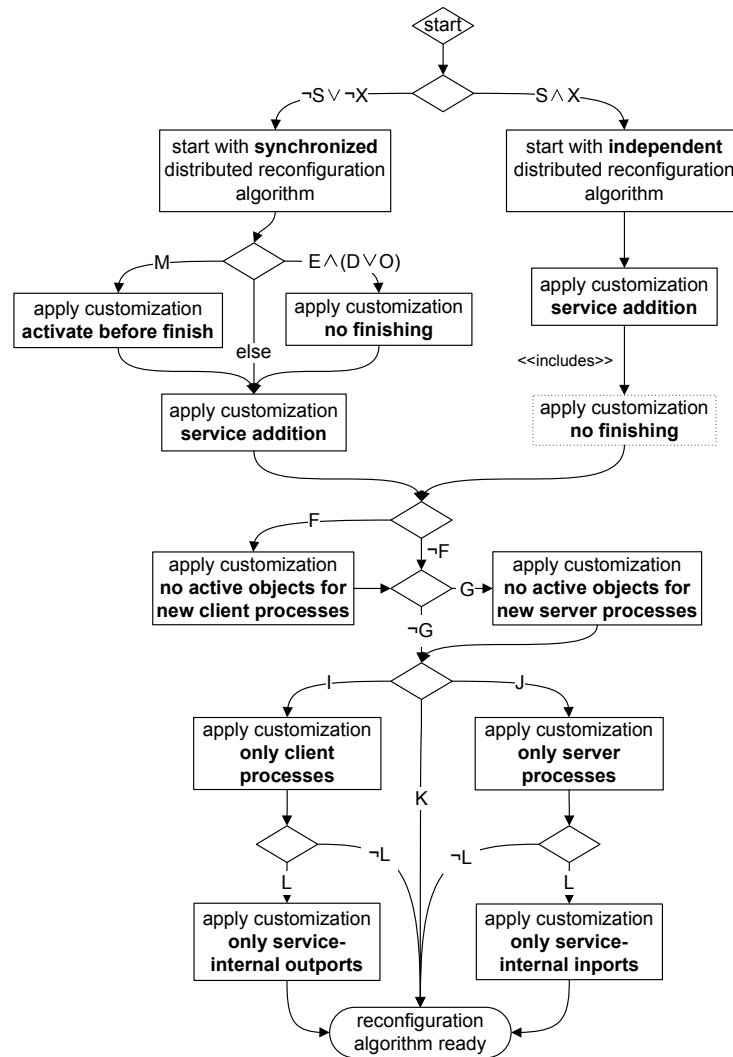 start
¬S∨¬X
S∧X
start with synchronized
distributed reconfiguration
algorithm
start with independent
distributed reconfiguration
algorithm
M
E∧(D∨O)
apply customization
activate before finish
apply customization
no finishing
else
apply customization
service addition
<<includes>>
apply customization
service addition
apply customization
no finishing
F
¬F
apply customization
no active objects for
new client processes
G
apply customization
no active objects for
new server processes
¬G
I
J
apply customization
only client
processes
apply customization
only server
processes
K
¬L
¬L
L
L
apply customization
only service-
internal outports
apply customization
only service-
internal inports
reconfiguration
algorithm ready